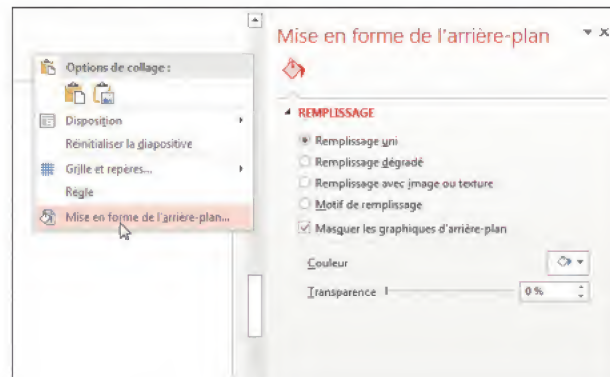 Options de collage :
Disposition
Réinitialiser la diapositive
Grille et repères...
Règle
Mise en forme de l'arrière-plan...
Mise en forme de l'arrière-plan
REMPLISSAGE
Remplissage uni
Remplissage dégradé
Remplissage avec image ou texture
Motif de remplissage
Masquer les graphiques d'arrière-plan
Couleur
Transparence
0 %